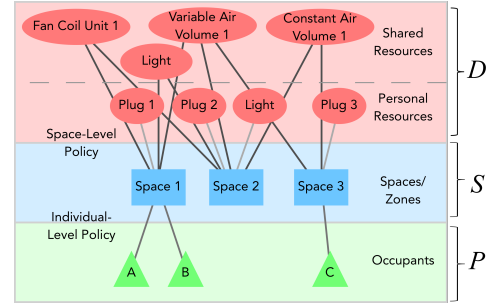 Fan Coil Unit 1
Variable Air
Volume 1
Constant Air
Volume 1
Shared
Resources
Light
D
Plug 1
Plug 2
Light
Plug 3
Personal
Resources
Space-Level
Policy
Space 1
Space 2
Space 3
Spaces/
Zones
S
Individual-
Level Policy
A
B
C
Occupants
P